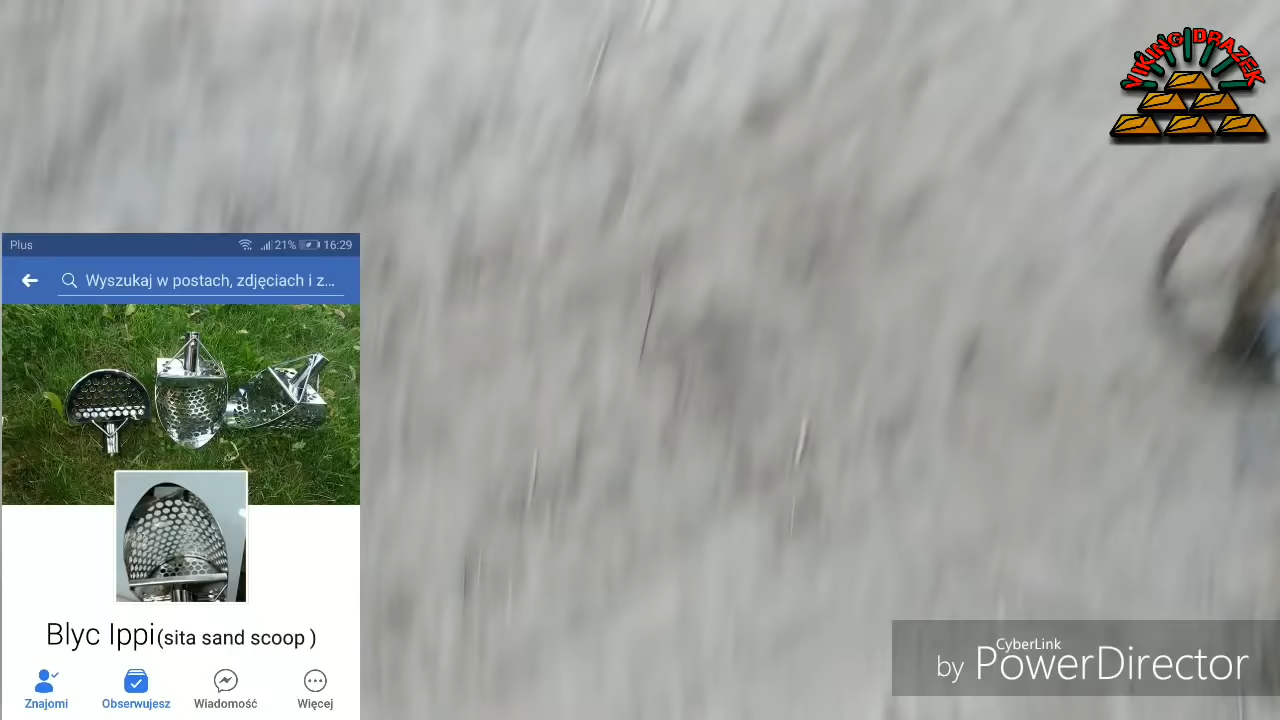 VIKING DRAZEK
Plus
21%
16:29
Wyszukaj w postach, zdjęciach i z...
Blyc Ippi(sita sand scoop )
Znajomi
Obserwujesz
Wiadomość
Więcej
CyberLink
by PowerDirector